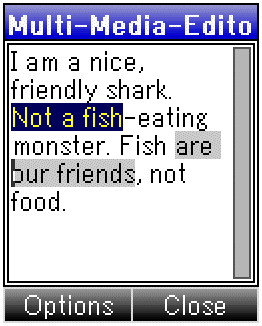 Multi-Media-Edito
I am a nice,
friendly shark.
Not a fish-eating
monster. Fish are
our friends, not
food.
Options
Close